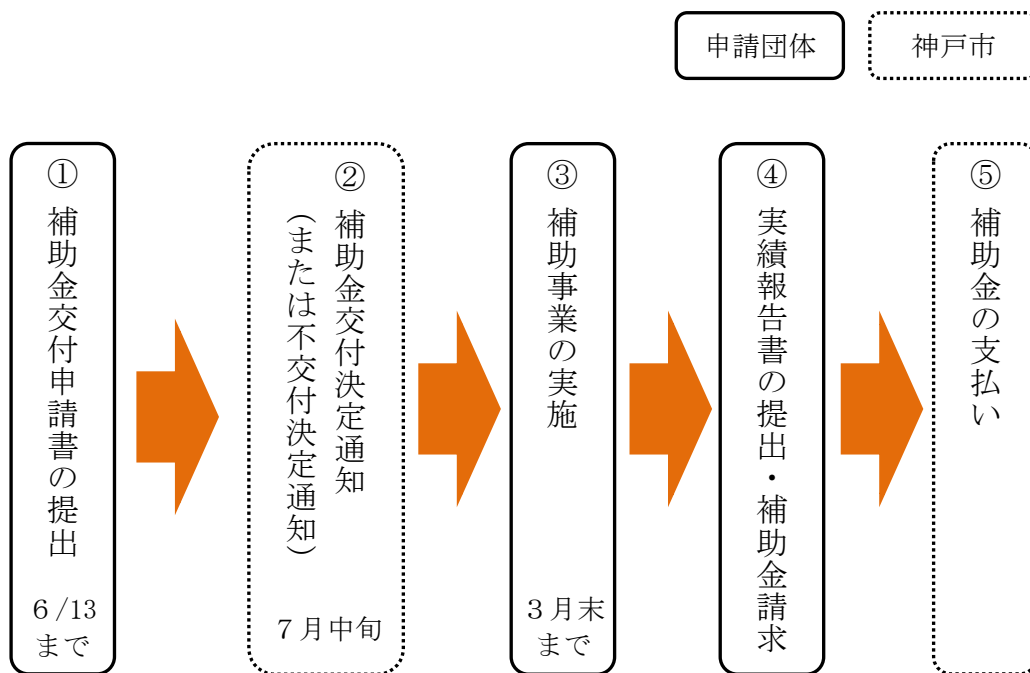 申請団体
神戸市
① 補助金交付申請書の提出
6/13
まで
② 補助金交付決定通知
（または不交付決定通知）
７月中旬
③ 補助事業の実施
３月末
まで
④ 実績報告書の提出・補助金請求
⑤ 補助金の支払い